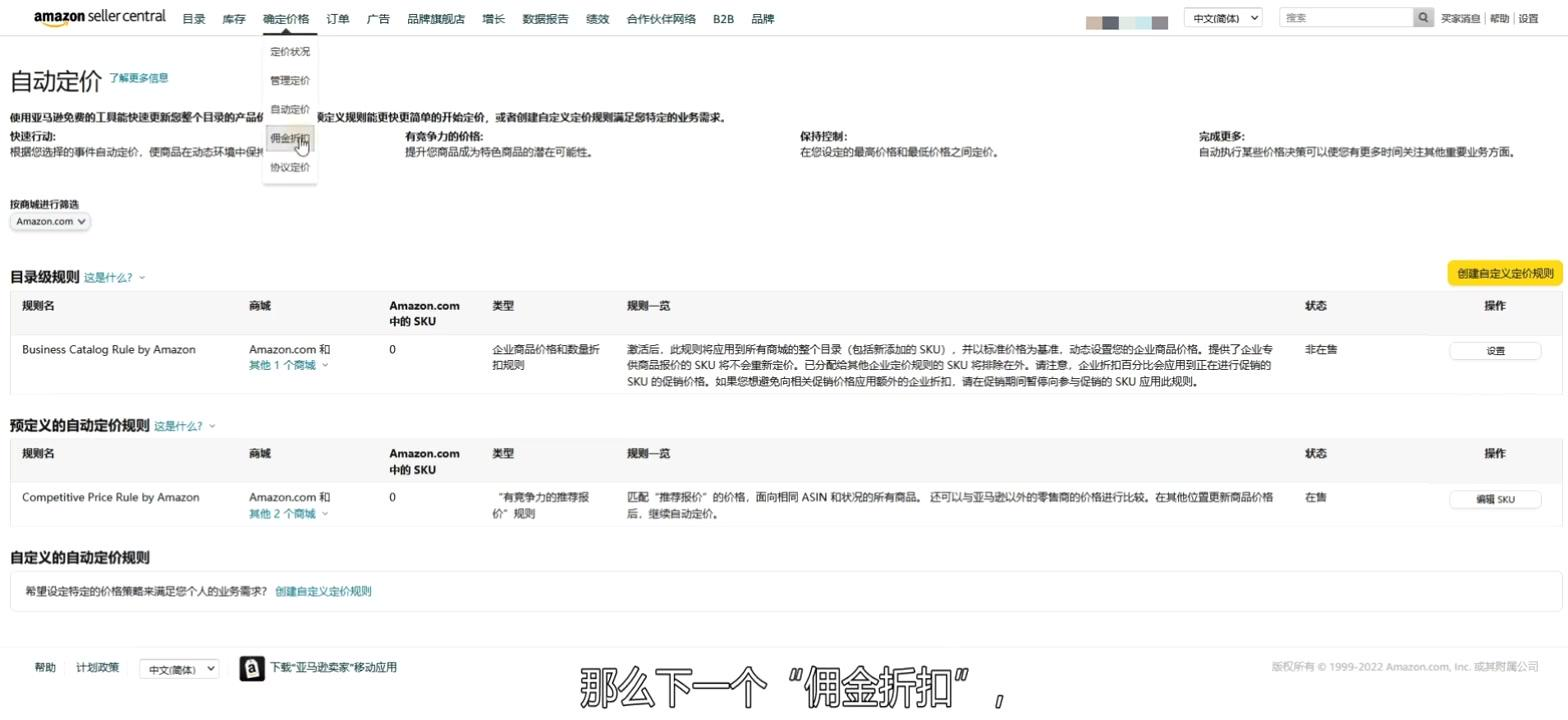 amazon seller central 目录 库存 确定价格 订单 广告 品牌旗舰店 增长 数据报告 绩效 合作伙伴网络 B2B 品牌 中文(简体) 搜索 买家消息 | 帮助 | 设置
定价状况
管理定价
自动定价
佣金折扣
协议定价
自动定价 了解更多信息
使用亚马逊免费的工具能快速更新您整个目录的产品价 预定义规则能更快更简单的开始定价，或者创建自定义定价规则满足您特定的业务需求。
快速行动: 有竞争力的价格: 保持控制: 完成更多:
根据您选择的事件自动定价，使商品在动态环境中保持 提升您商品成为特色商品的潜在可能性。 在您设定的最高价格和最低价格之间定价。 自动执行某些价格决策可以使您有更多时间关注其他重要业务方面。
按商城进行筛选
Amazon.com
目录级规则 这是什么? 创建自定义定价规则
规则名 商城 Amazon.com 类型 规则一览 状态 操作
中的 SKU
Business Catalog Rule by Amazon Amazon.com 和 0 企业商品价格和数量折 激活后，此规则将应用到所有商城的整个目录（包括新添加的 SKU），并以标准价格为基准，动态设置您的企业商品价格。提供了企业专 非在售 设置
其他 1 个商城 扣规则 供商品报价的 SKU 将不会重新定价。已分配给其他企业定价规则的 SKU 将排除在外。请注意，企业折扣百分比会应用到正在进行促销的
SKU 的促销价格。如果您想避免向相关促销价格应用额外的企业折扣，请在促销期间暂停向参与促销的 SKU 应用此规则。
预定义的自动定价规则 这是什么?
规则名 商城 Amazon.com 类型 规则一览 状态 操作
中的 SKU
Competitive Price Rule by Amazon Amazon.com 和 0 “有竞争力的推荐报 匹配“推荐报价”的价格，面向相同 ASIN 和状况的所有商品。 还可以与亚马逊以外的零售商的价格进行比较。在其他位置更新商品价格 在售 编辑 SKU
其他 2 个商城 价”规则 后，继续自动定价。
自定义的自动定价规则
希望设定特定的价格策略来满足您个人的业务需求? 创建自定义定价规则
帮助 计划政策 中文(简体) a 下载“亚马逊卖家”移动应用 版权所有 © 1999-2022 Amazon.com, Inc. 或其附属公司
那么下一个“佣金折扣”，